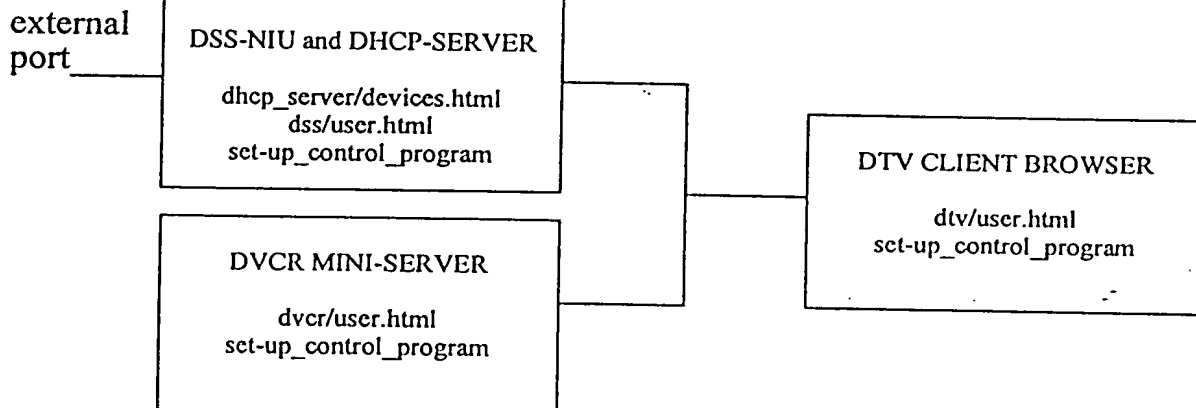 external
port
DSS-NIU and DHCP-SERVER
dhcp_server/devices.html
dss/user.html
set-up_control_program
DVCR MINI-SERVER
dvcr/user.html
set-up_control_program
DTV CLIENT BROWSER
dtv/user.html
set-up_control_program